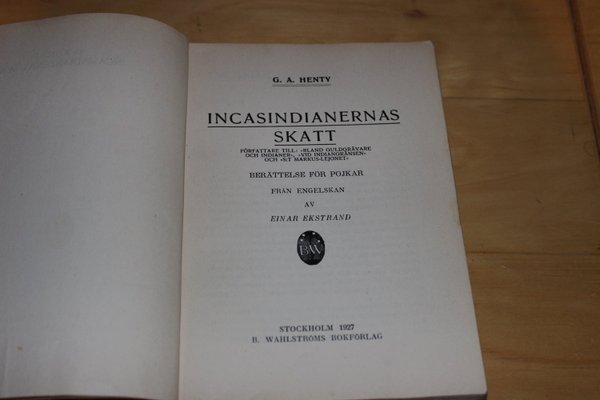 G. A. HENTY
INCASINDIANERNAS
SKATT
FÖRFATTARE TILL: »BLAND GULDGRÄVARE
OCH INDIANER», »VID INDIANGRÄNSEN»
OCH »S:T MARKUS-LEJONET»
BERÄTTELSE FÖR POJKAR
FRÅN ENGELSKAN
AV
EINAR EKSTRAND
BW
STOCKHOLM 1927
B. WAHLSTRÖMS BOKFÖRLAG